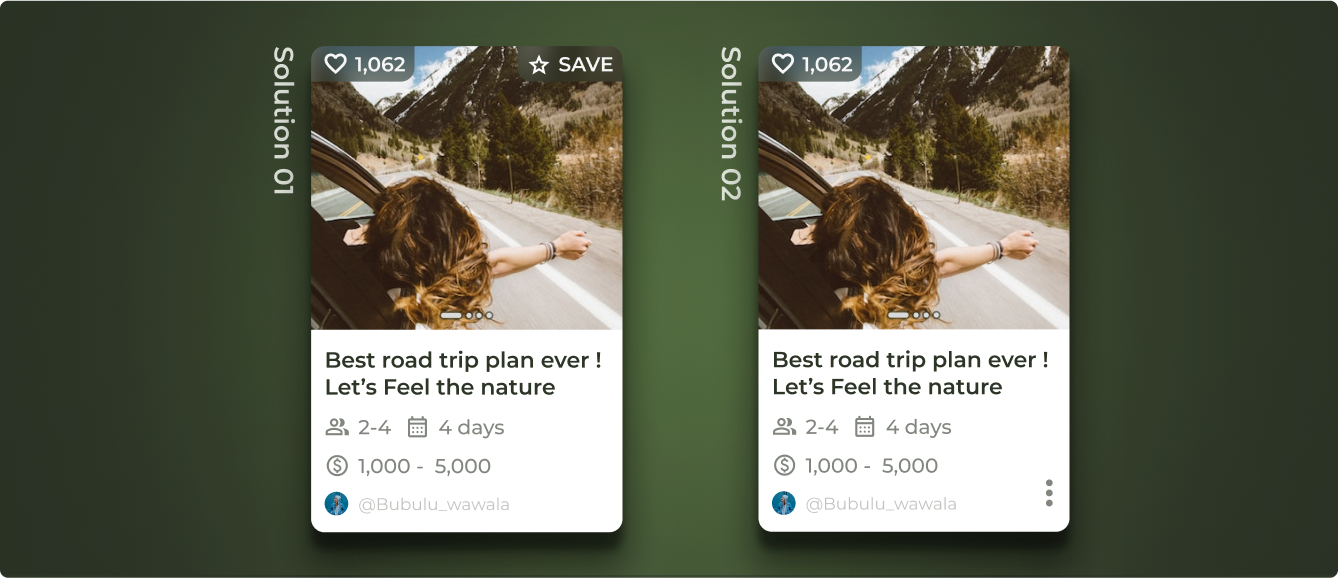 Solution 01
1,062
SAVE
Best road trip plan ever !
Let’s Feel the nature
2-4
4 days
1,000 - 5,000
@Bubulu_wawala
Solution 02
1,062
Best road trip plan ever !
Let’s Feel the nature
2-4
4 days
1,000 - 5,000
@Bubulu_wawala